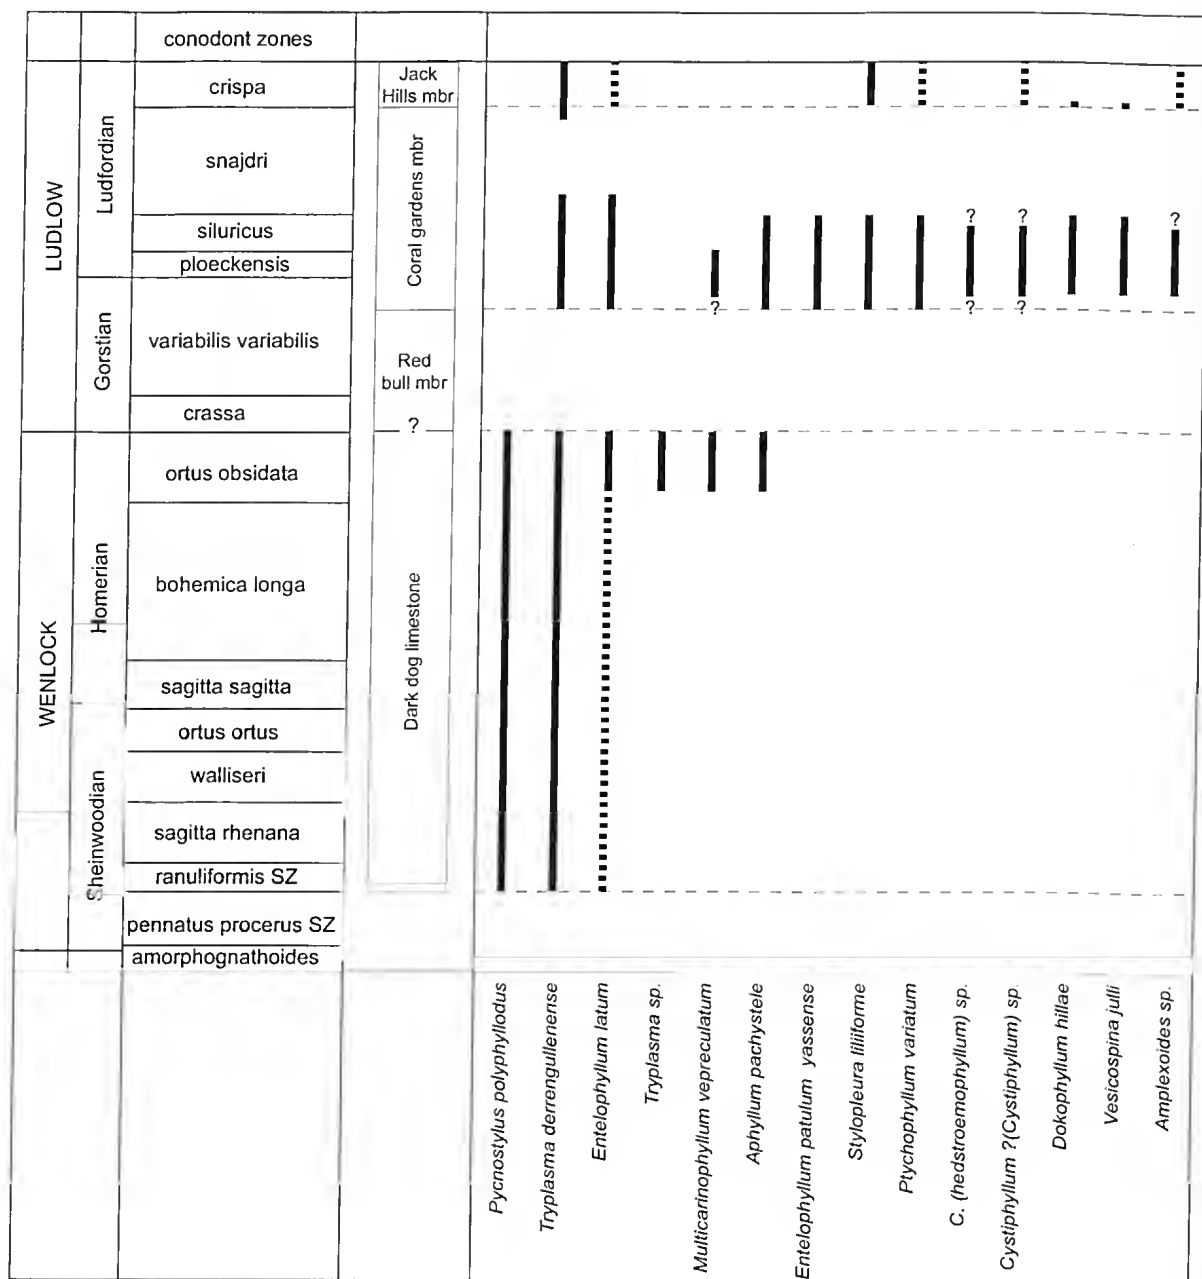 conodont zones
LUDLOW
Ludfordian
crispa
Jack
Hills mbr
snajdri
Coral gardens mbr
siluricus
?
?
?
ploeckensis
Gorstian
variabilis variabilis
?
?
?
Red
bull mbr
crassa
?
WENLOCK
Homerian
ortus obsidata
bohemica longa
Dark dog limestone
sagitta sagitta
Sheinwoodian
ortus ortus
walliseri
sagitta rhenana
ranuliformis SZ
pennatus procerus SZ
amorphognathoides
Pycnostylus polyphyllodus
Tryplasma derrengullenense
Entelophyllum latum
Tryplasma sp.
Multicarinophyllum vepreculatum
Aphyllum pachystele
Entelophyllum patulum yassense
Stylopleura liliiforme
Ptychophyllum variatum
C. (hedstroemophyllum) sp.
Cystiphyllum ?(Cystiphyllum) sp.
Dokophyllum hillae
Vesicospina julli
Amplexoides sp.